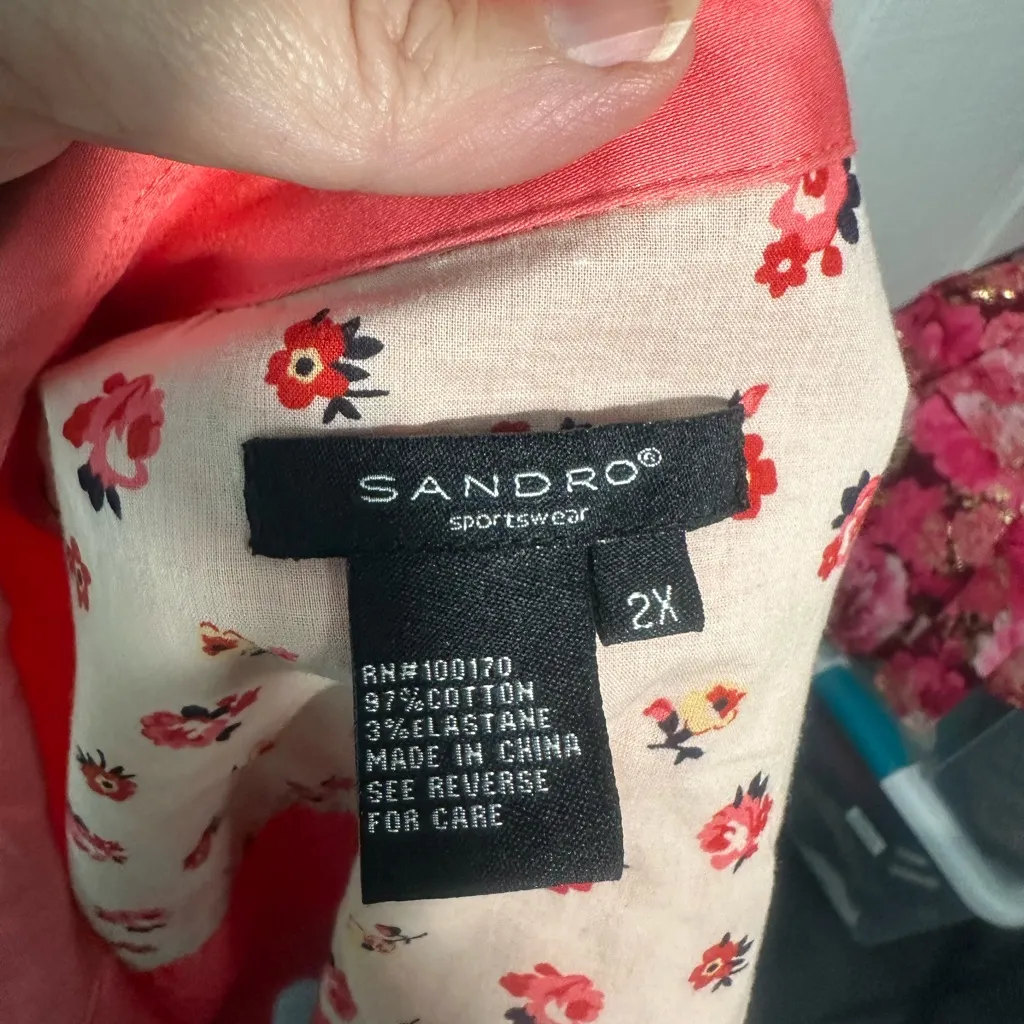 SANDRO®
sportswear
2X
RN#100170
97%COTTON
3%ELASTANE
MADE IN CHINA
SEE REVERSE
FOR CARE